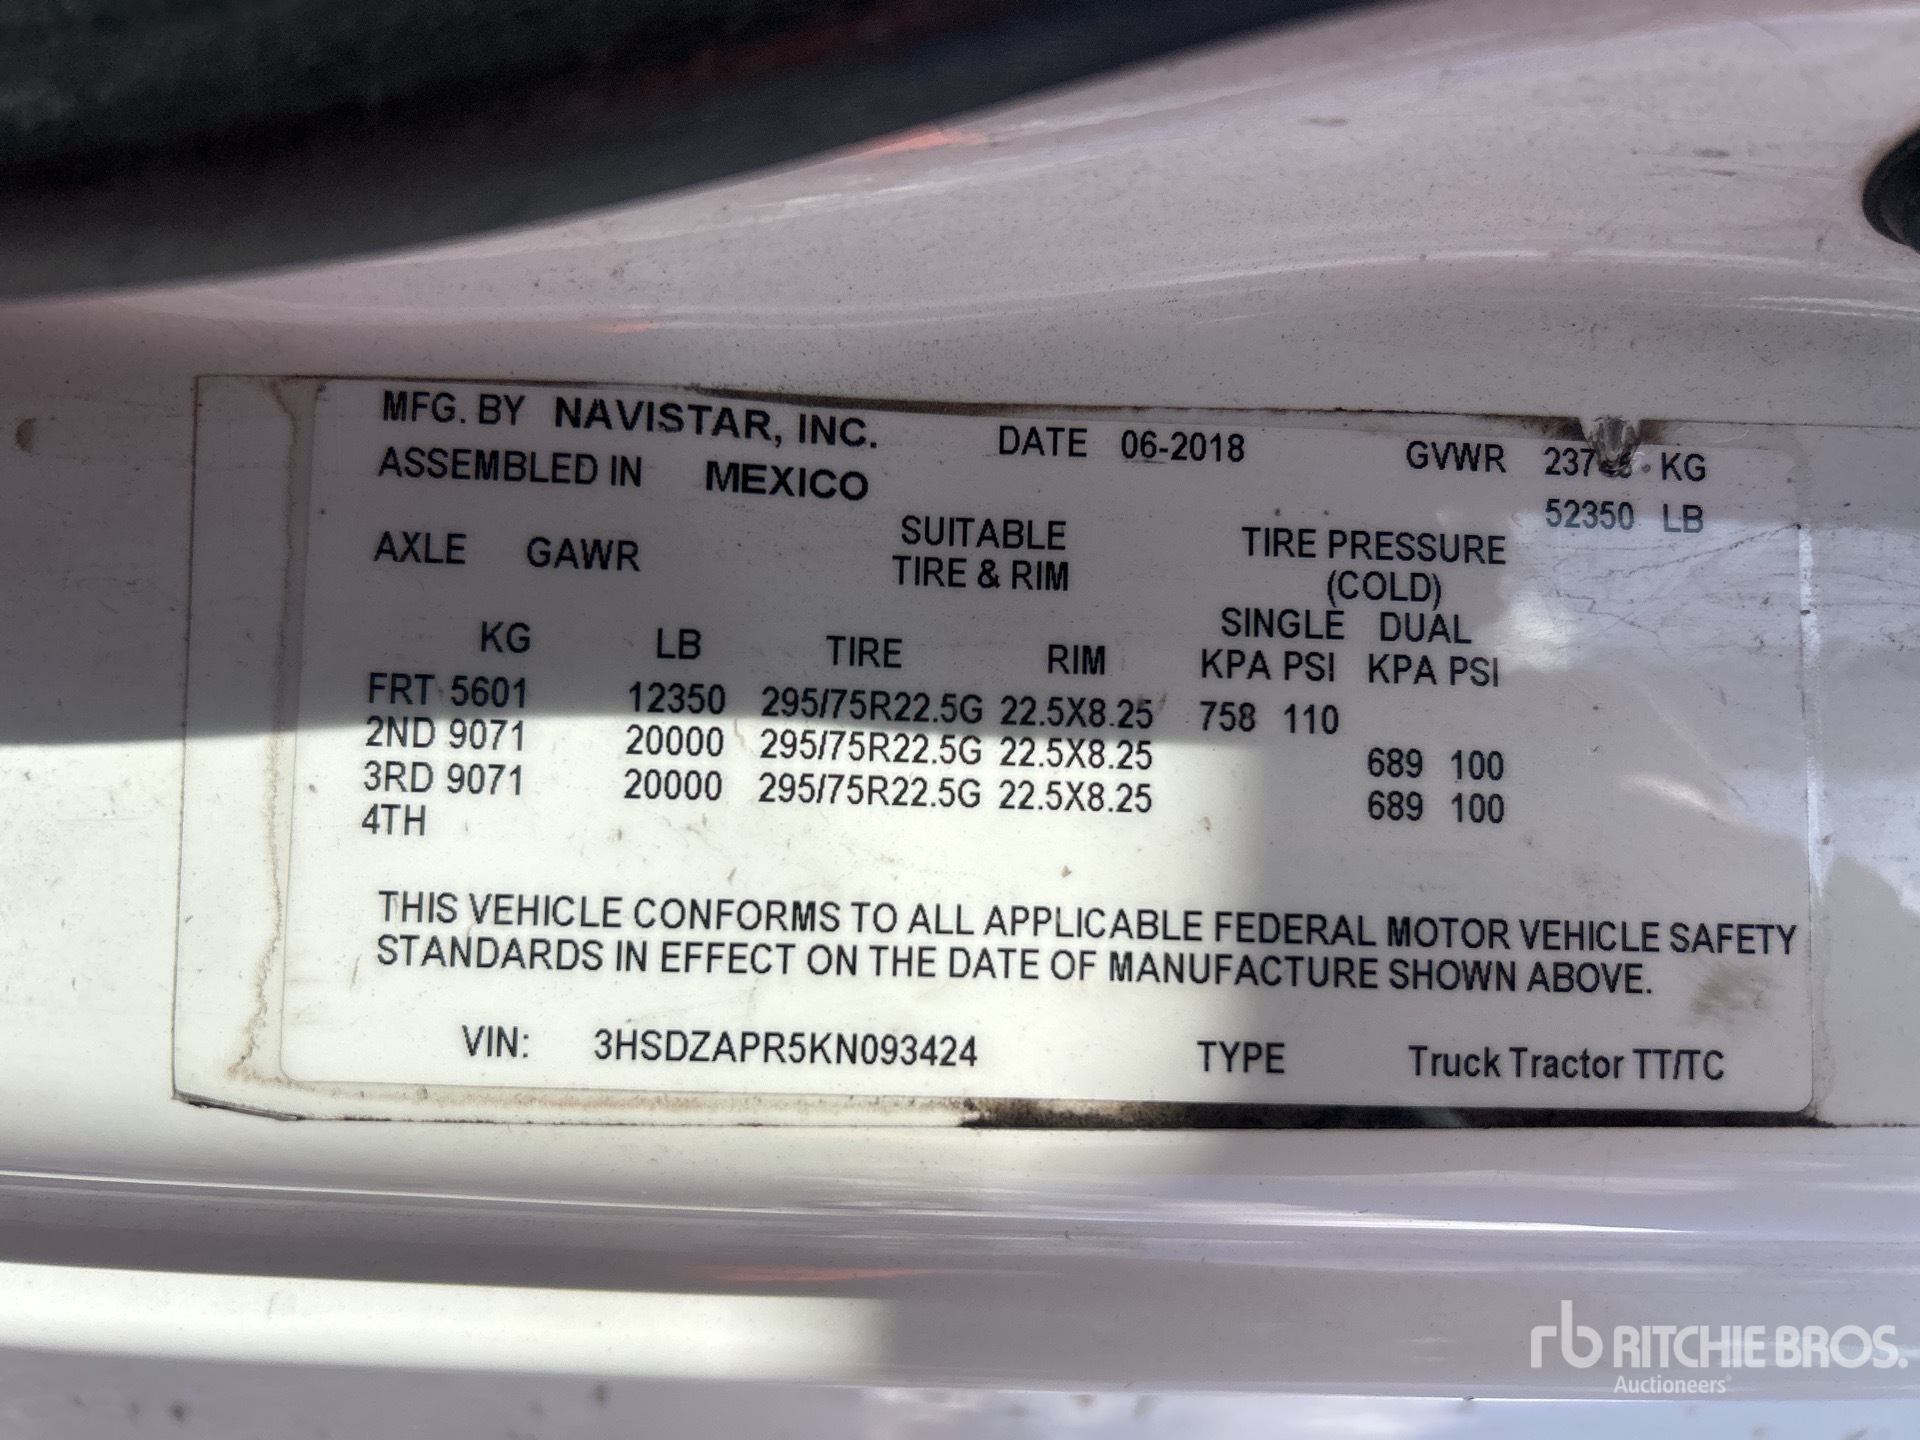 MFG. BY NAVISTAR, INC. DATE 06-2018 GVWR KG
ASSEMBLED IN MEXICO 52350 LB
AXLE GAWR SUITABLE TIRE PRESSURE
TIRE & RIM (COLD)
SINGLE DUAL
KG LB TIRE RIM KPA PSI KPA PSI
FRT 5601 12350 295/75R22.5G 22.5X8.25 758 110
2ND 9071 20000 295/75R22.5G 22.5X8.25 689 100
3RD 9071 20000 295/75R22.5G 22.5X8.25 689 100
4TH
THIS VEHICLE CONFORMS TO ALL APPLICABLE FEDERAL MOTOR VEHICLE SAFETY
STANDARDS IN EFFECT ON THE DATE OF MANUFACTURE SHOWN ABOVE.
VIN: 3HSDZAPR5KN093424 TYPE Truck Tractor TT/TC
rb RITCHIE BROS.
Auctioneers